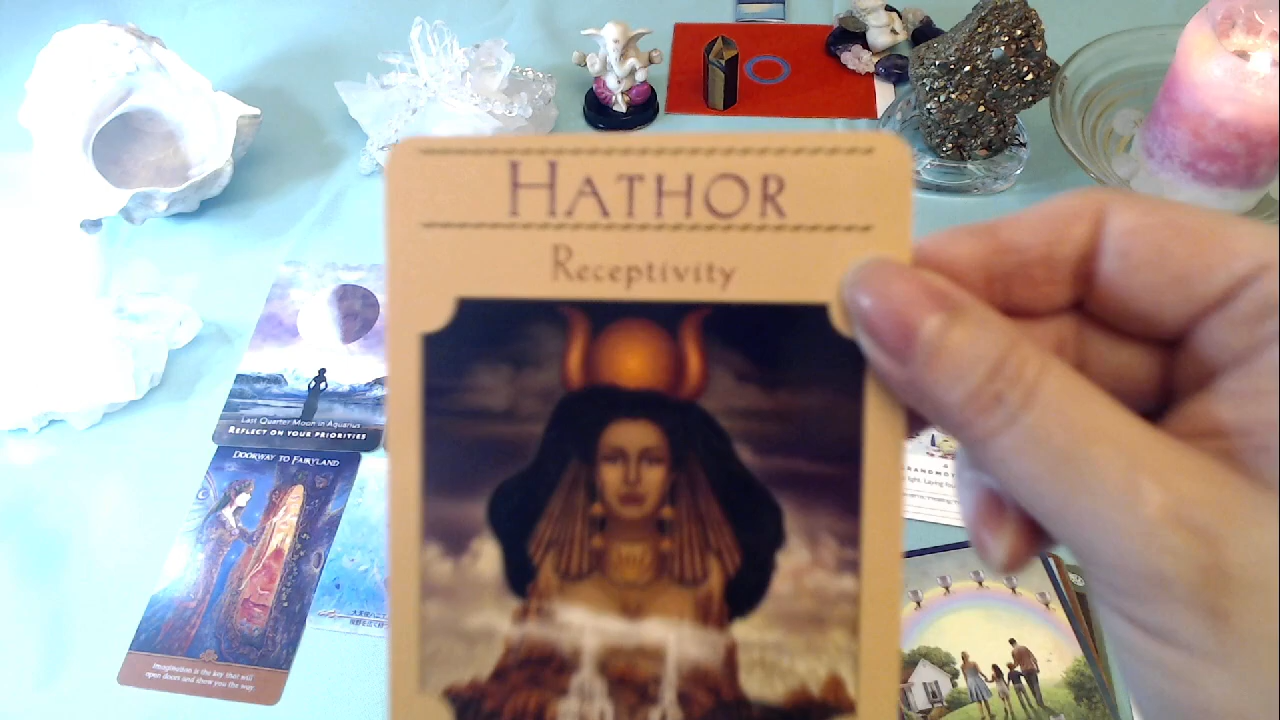 HATHOR
Receptivity
Last Quarter Moon in Aquarius
REFLECT ON YOUR PRIORITIES
DOORWAY TO FAIRYLAND
Imagination is the key that will
open doors and show you the way.